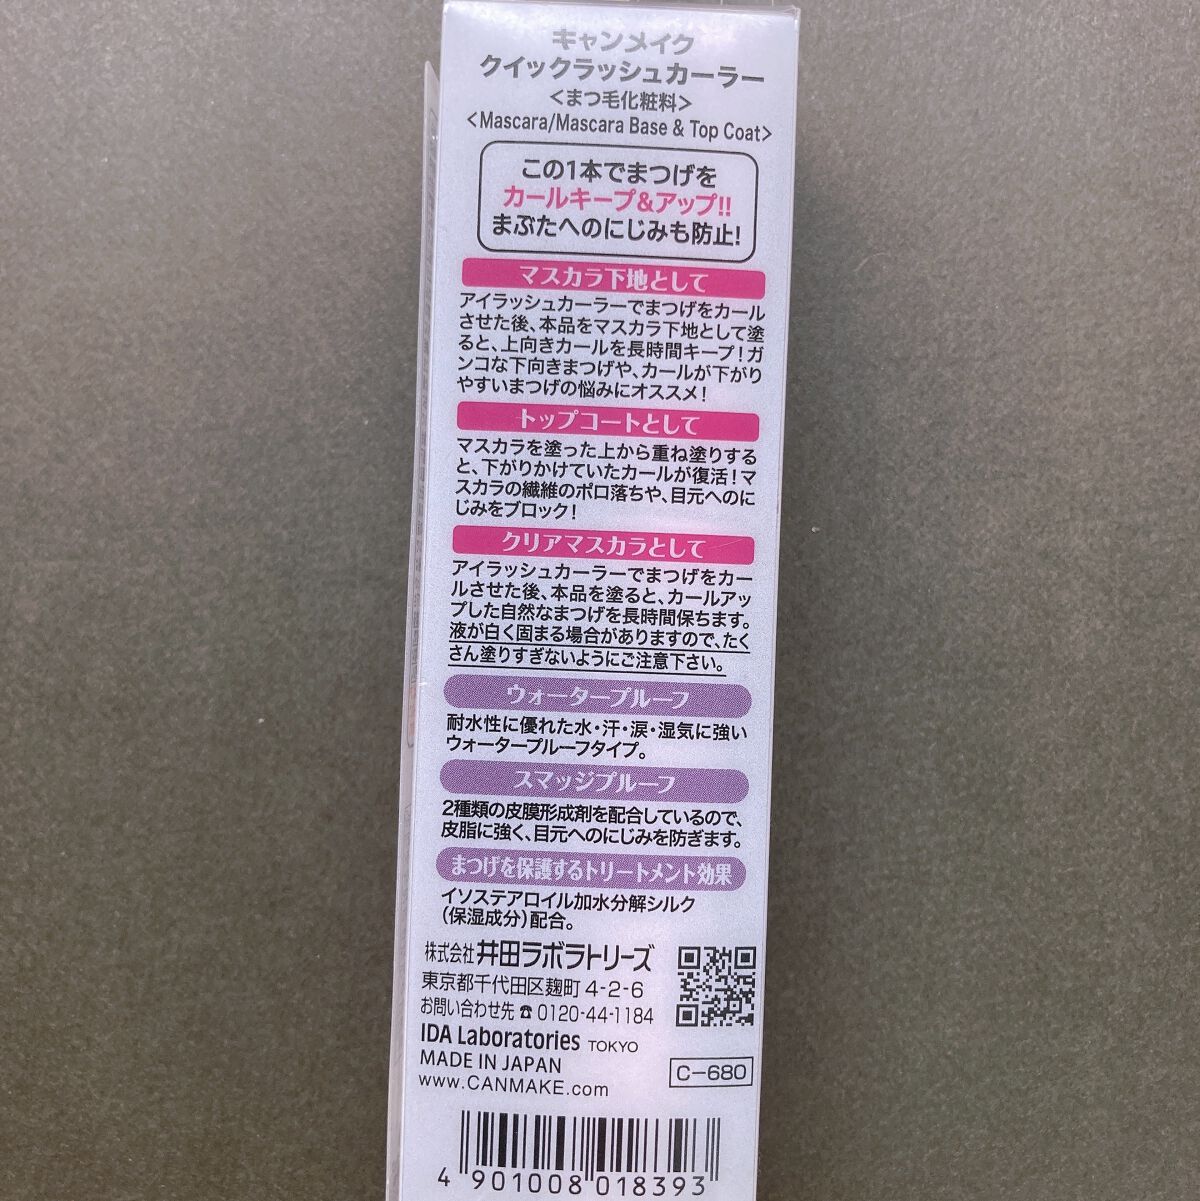 キャンメイク
クイックラッシュカーラー
<まつ毛化粧料>
<Mascara/Mascara Base & Top Coat>
この1本でまつげを
カールキープ&アップ!!
まぶたへのにじみも防止!
マスカラ下地として
アイラッシュカーラーでまつげをカール
させた後、本品をマスカラ下地として塗
ると、上向きカールを長時間キープ!ガ
ンコな下向きまつげや、カールが下がり
やすいまつげの悩みにオススメ!
トップコートとして
マスカラを塗った上から重ね塗りする
と、下がりかけていたカールが復活!マ
スカラの繊維のポロ落ちや、目元へのに
じみをブロック!
クリアマスカラとして
アイラッシュカーラーでまつげをカー
ルさせた後、本品を塗ると、カールアッ
プした自然なまつげを長時間保ちます。
液が白く固まる場合がありますので、たく
さん塗りすぎないようにご注意下さい。
ウォータープルーフ
耐水性に優れた水・汗・涙・湿気に強い
ウォータープルーフタイプ。
スマッジプルーフ
2種類の皮膜形成剤を配合しているので、
皮脂に強く、目元へのにじみを防ぎます。
まつげを保護するトリートメント効果
イソステアロイル加水分解シルク
(保湿成分)配合。
株式会社 井田ラボラトリーズ
東京都千代田区麹町 4-2-6
お問い合わせ先 ☎ 0120-44-1184
IDA Laboratories TOKYO
MADE IN JAPAN
www.CANMAKE.com
C-680
4 901008 018393